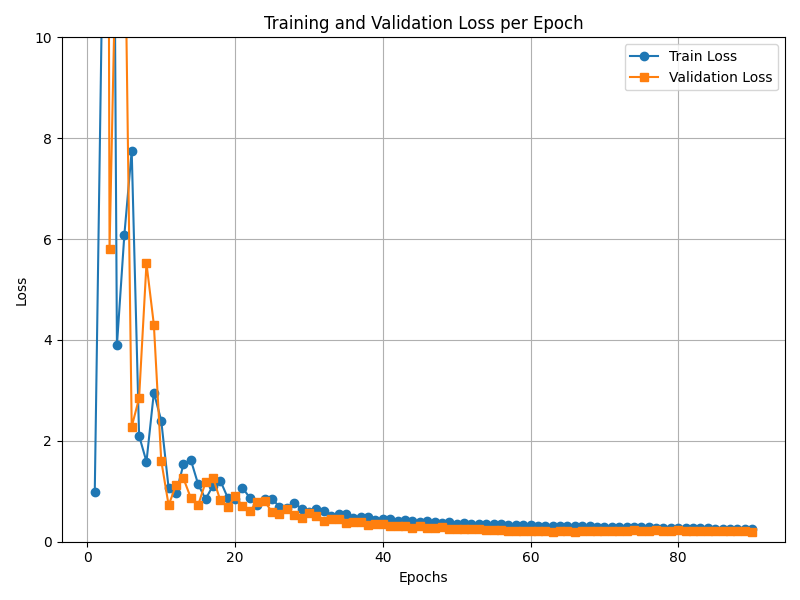 Training and Validation Loss per Epoch
Train Loss
Validation Loss
10
8
6
4
2
0
Loss
0 20 40 60 80
Epochs